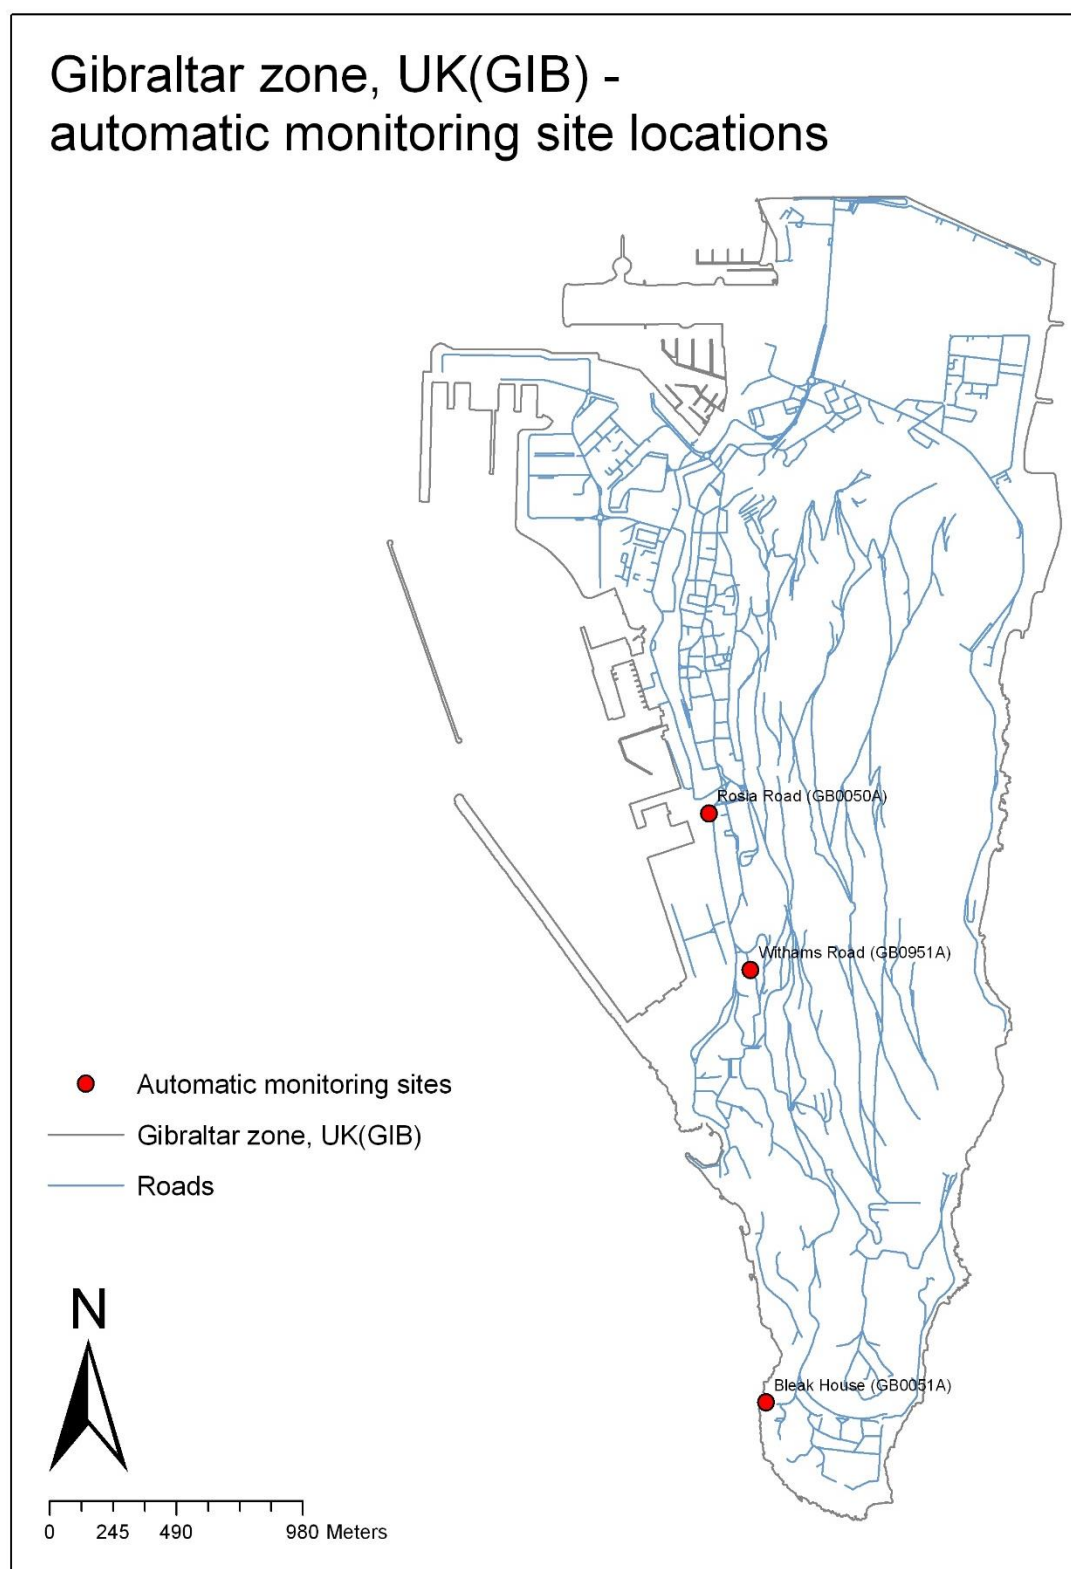 Gibraltar zone, UK(GIB) -
automatic monitoring site locations
Rosia Road (GB0050A)
Withams Road (GB0951A)
Automatic monitoring sites
Gibraltar zone, UK(GIB)
Roads
N
Bleak House (GB0051A)
0 245 490 980 Meters